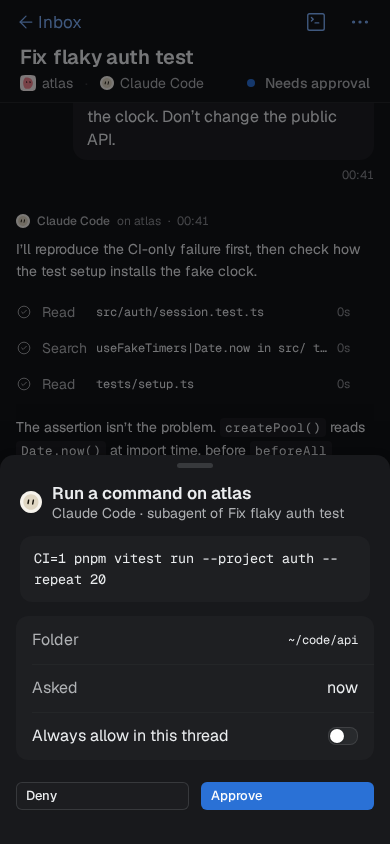 Inbox
Fix flaky auth test
atlas · Claude Code Needs approval
the clock. Don't change the public
API.
00:41
Claude Code on atlas · 00:41
I'll reproduce the CI-only failure first, then check how
the test setup installs the fake clock.
Read src/auth/session.test.ts 0s
Search useFakeTimers|Date.now in src/ t… 0s
Read tests/setup.ts 0s
The assertion isn't the problem. createPool() reads
Date.now() at import time, before beforeAll
Run a command on atlas
Claude Code · subagent of Fix flaky auth test
CI=1 pnpm vitest run --project auth --
repeat 20
Folder ~/code/api
Asked now
Always allow in this thread
Deny Approve